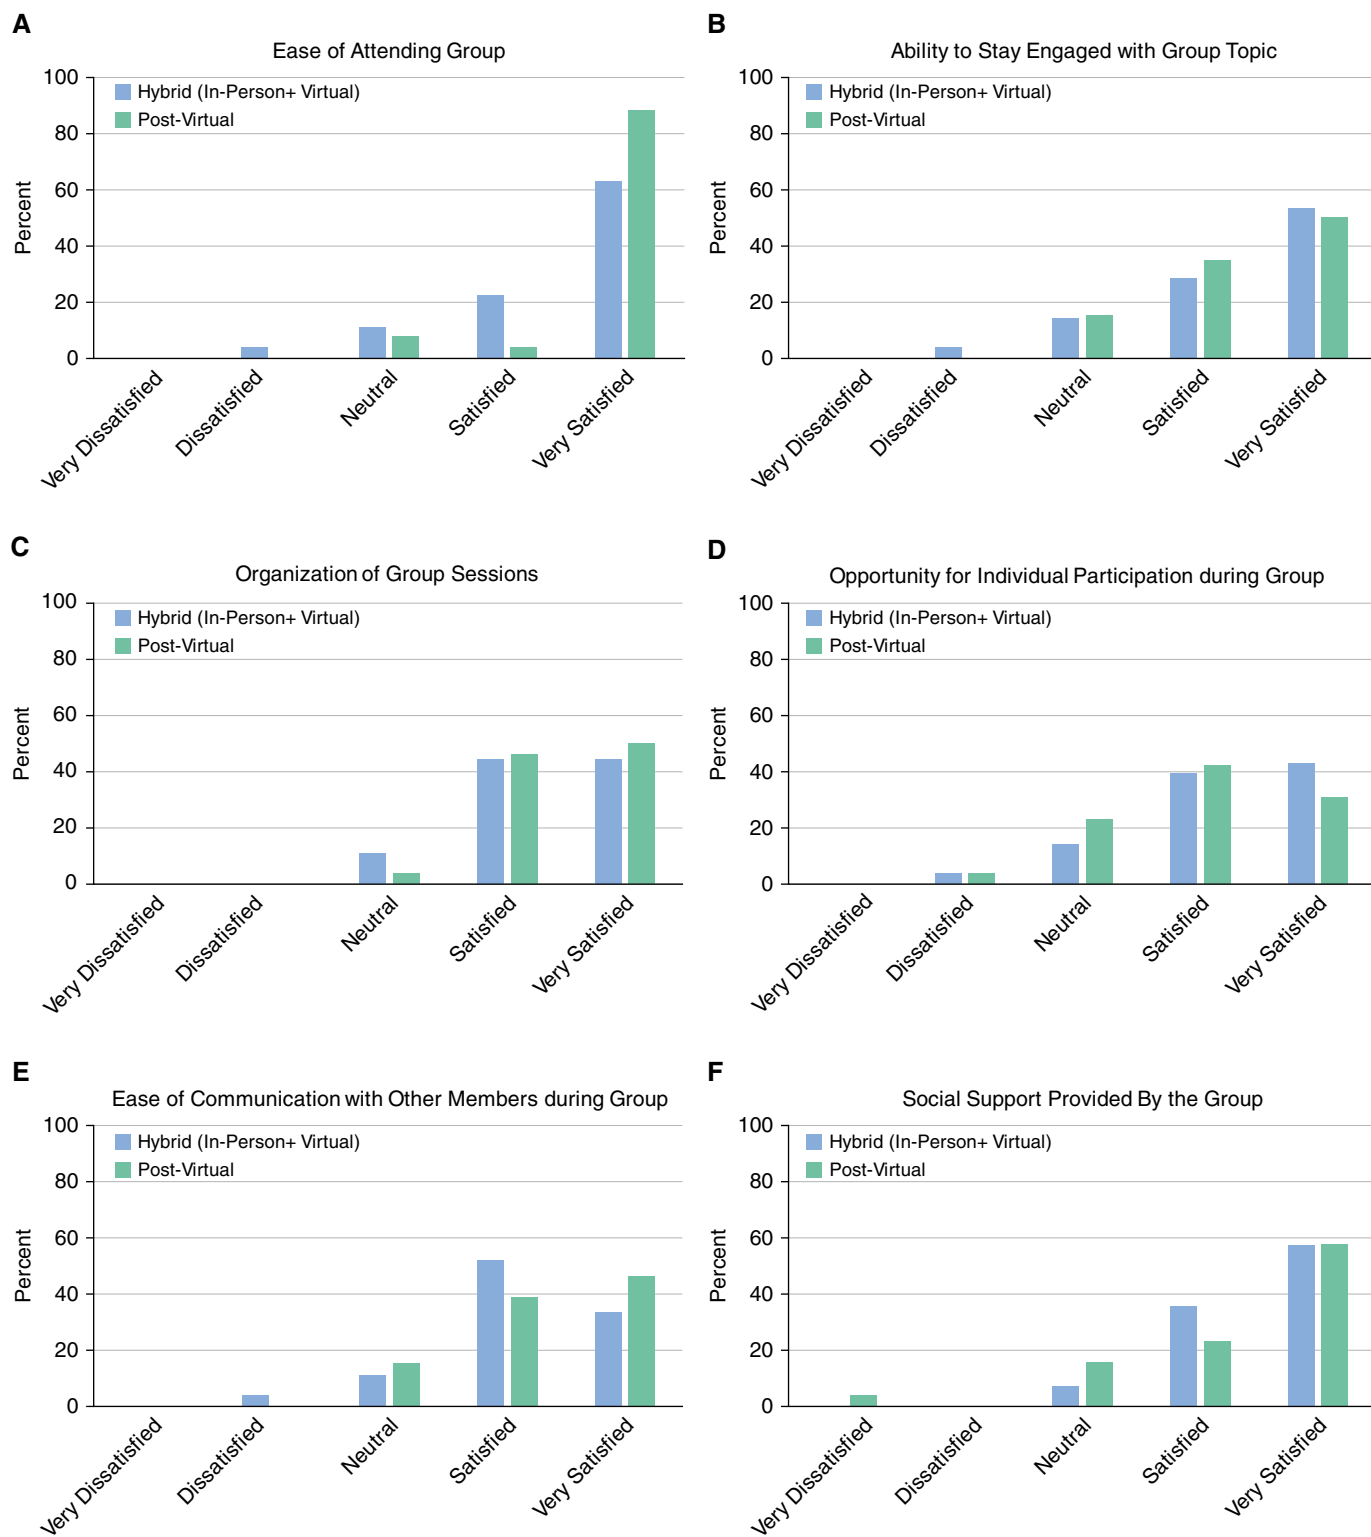 A
Ease of Attending Group
100
80
60
40
20
0
Percent
Hybrid (In-Person+ Virtual)
Post-Virtual
Very Dissatisfied
Dissatisfied
Neutral
Satisfied
Very Satisfied
B
Ability to Stay Engaged with Group Topic
100
80
60
40
20
0
Percent
Hybrid (In-Person+ Virtual)
Post-Virtual
Very Dissatisfied
Dissatisfied
Neutral
Satisfied
Very Satisfied
C
Organization of Group Sessions
100
80
60
40
20
0
Percent
Hybrid (In-Person+ Virtual)
Post-Virtual
Very Dissatisfied
Dissatisfied
Neutral
Satisfied
Very Satisfied
D
Opportunity for Individual Participation during Group
100
80
60
40
20
0
Percent
Hybrid (In-Person+ Virtual)
Post-Virtual
Very Dissatisfied
Dissatisfied
Neutral
Satisfied
Very Satisfied
E
Ease of Communication with Other Members during Group
100
80
60
40
20
0
Percent
Hybrid (In-Person+ Virtual)
Post-Virtual
Very Dissatisfied
Dissatisfied
Neutral
Satisfied
Very Satisfied
F
Social Support Provided By the Group
100
80
60
40
20
0
Percent
Hybrid (In-Person+ Virtual)
Post-Virtual
Very Dissatisfied
Dissatisfied
Neutral
Satisfied
Very Satisfied